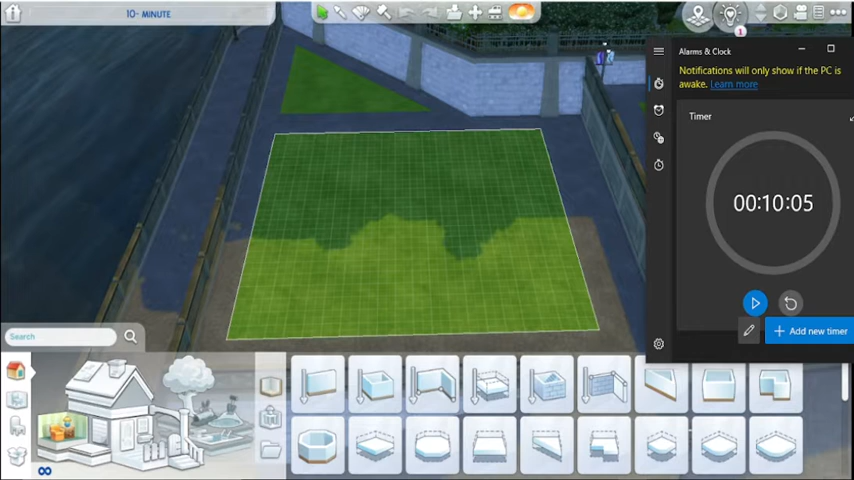 10- MINUTE
1
Alarms & Clock
Notifications will only show if the PC is
awake. Learn more
Timer
00:10:05
Add new timer
Search